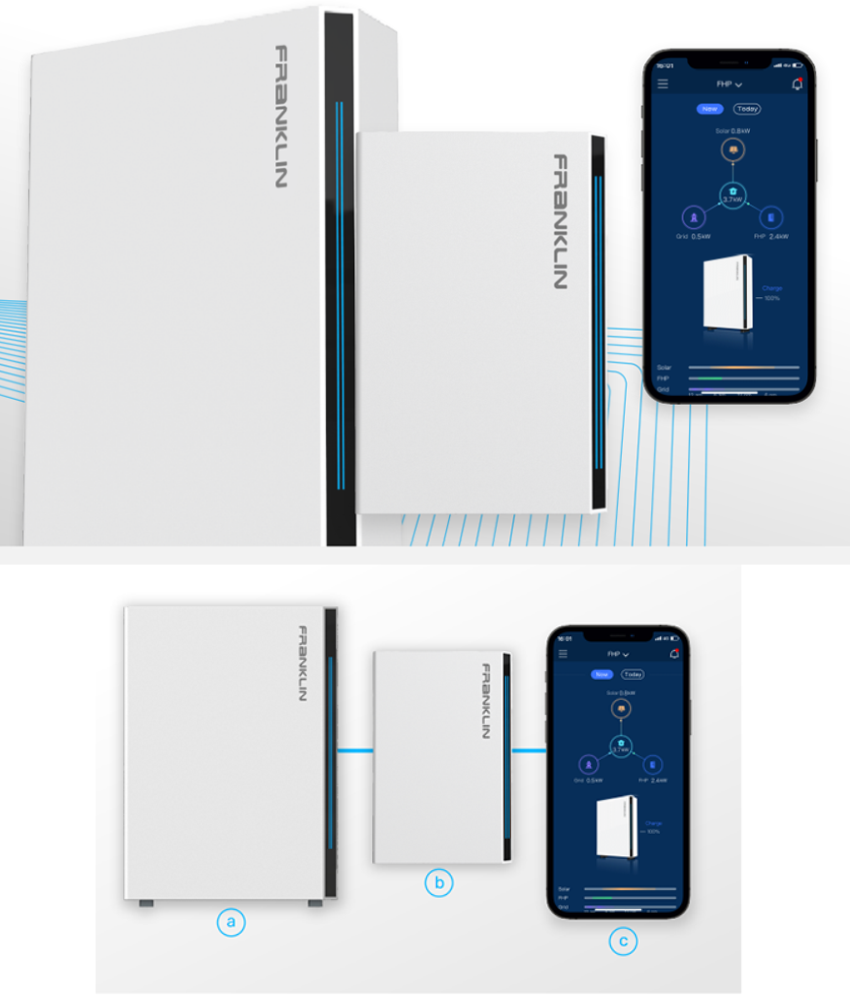 FRANKLIN
FRANKLIN
16:01
FHP
Now
Today
Solar 0.8kW
3.7kW
Grid 0.5kW
FHP 2.4kW
Charge
100%
Solar
FHP
Grid
FRANKLIN
FRANKLIN
16:01
FHP
Now
Today
Solar 0.8kW
3.7kW
Grid 0.5kW
FHP 2.4kW
Charge
100%
Solar
FHP
Grid
a
b
c